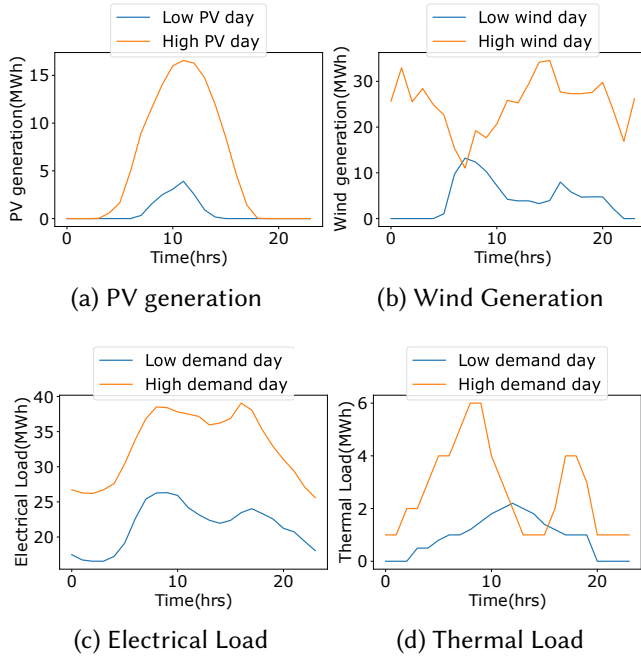 Low PV day
High PV day
PV generation(MWh)
15
10
5
0
0
10
20
Time(hrs)
(a) PV generation
Low wind day
High wind day
Wind generation(MWh)
30
20
10
0
0
10
20
Time(hrs)
(b) Wind Generation
Low demand day
High demand day
Electrical Load(MWh)
40
35
30
25
20
0
10
20
Time(hrs)
(c) Electrical Load
Low demand day
High demand day
Thermal Load(MWh)
6
4
2
0
0
10
20
Time(hrs)
(d) Thermal Load